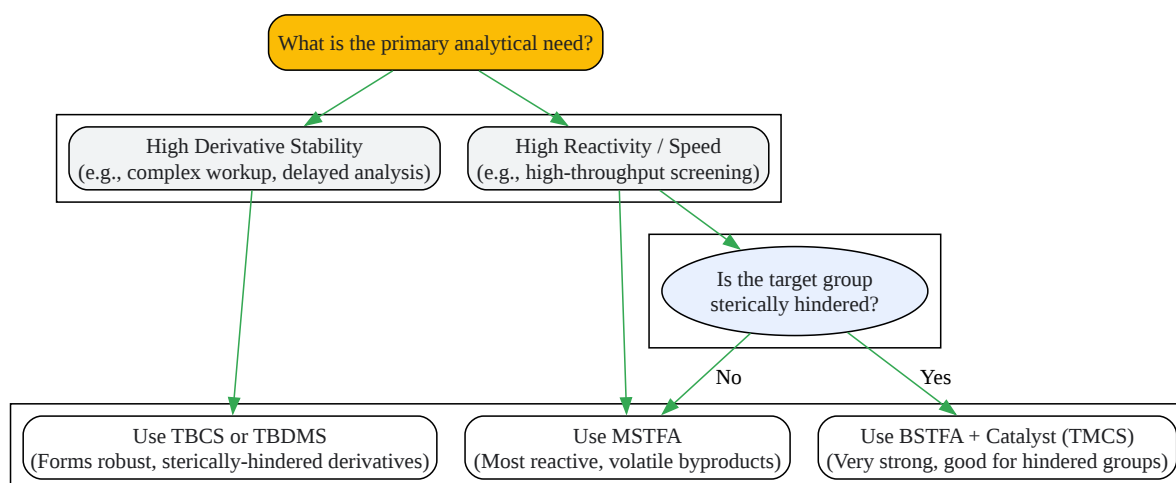 What is the primary analytical need?
High Derivative Stability
(e.g., complex workup, delayed analysis)
High Reactivity / Speed
(e.g., high-throughput screening)
Is the target group
sterically hindered?
No
Yes
Use TBCS or TBDMS
(Forms robust, sterically-hindered derivatives)
Use MSTFA
(Most reactive, volatile byproducts)
Use BSTFA + Catalyst (TMCS)
(Very strong, good for hindered groups)